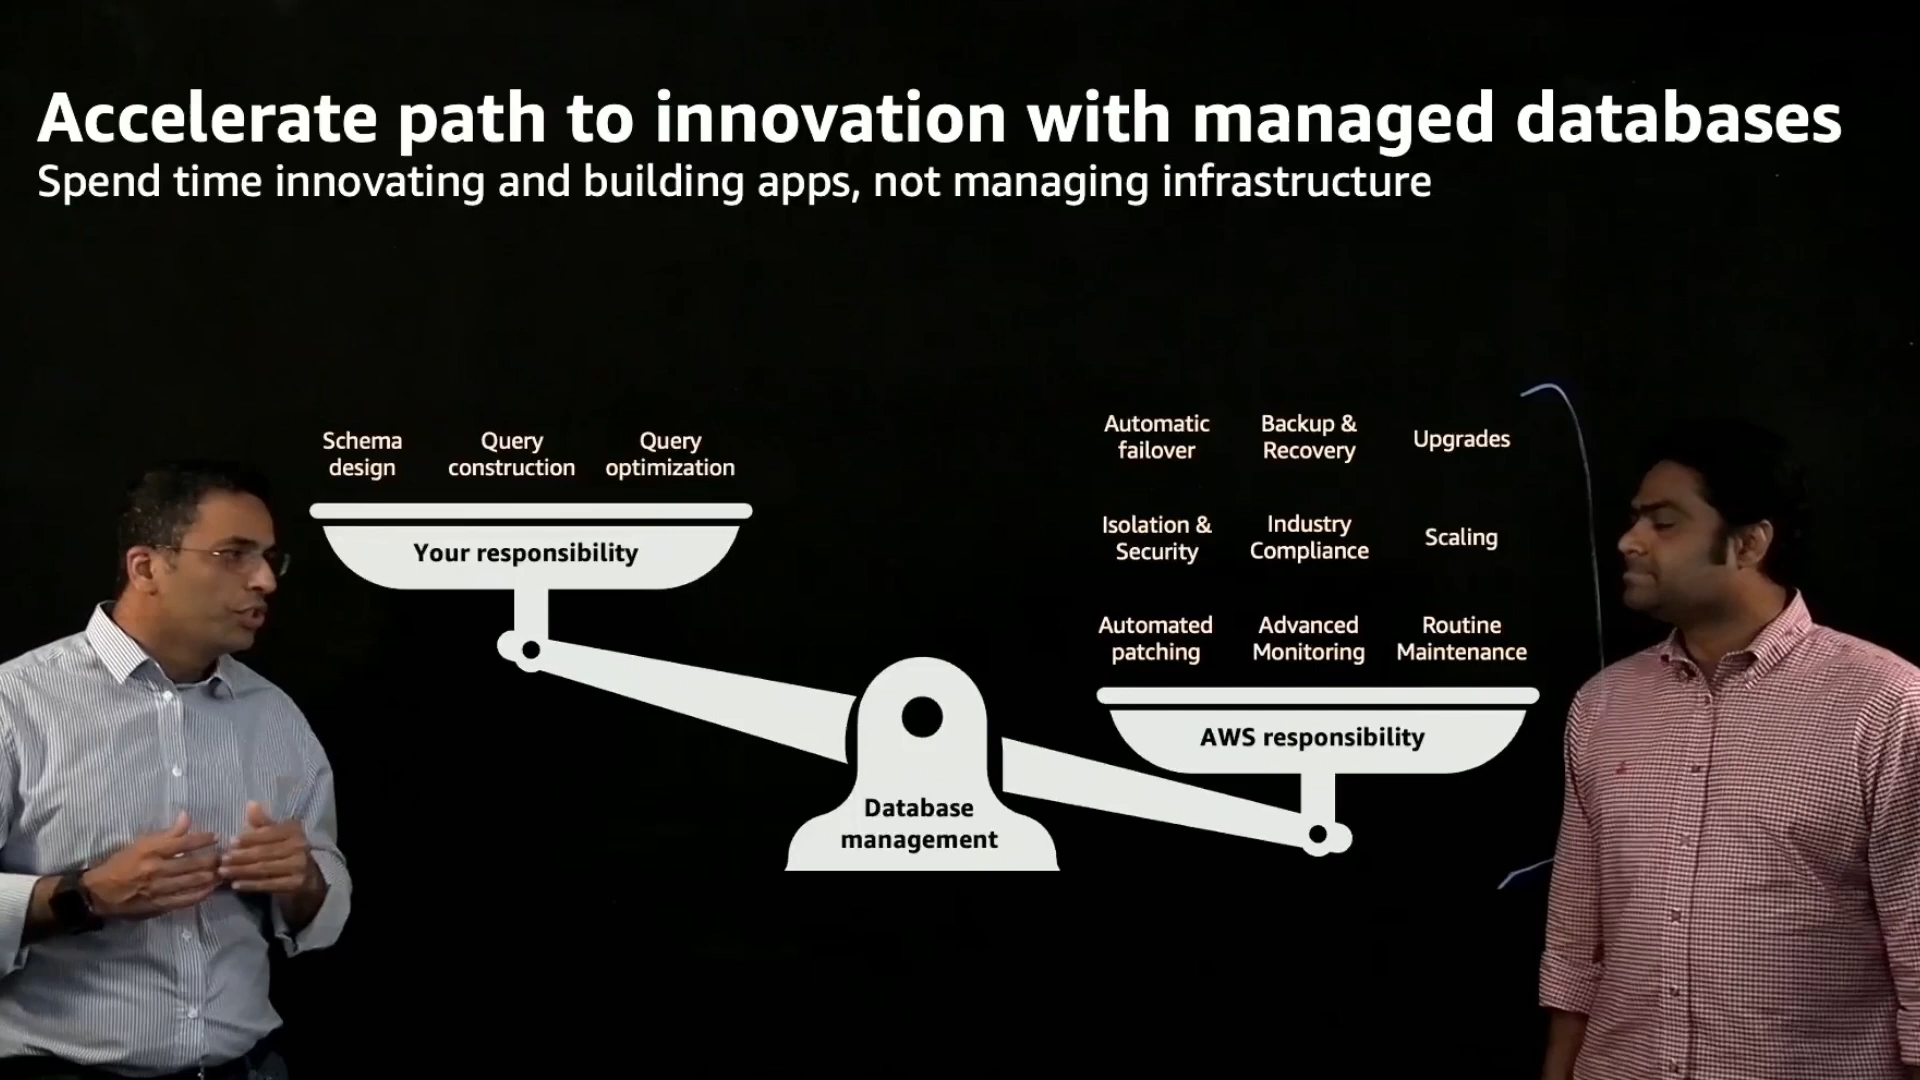 Accelerate path to innovation with managed databases
Spend time innovating and building apps, not managing infrastructure
Schema
design
Query
construction
Query
optimization
Your responsibility
Automatic
failover
Backup &
Recovery
Upgrades
Isolation &
Security
Industry
Compliance
Scaling
Automated
patching
Advanced
Monitoring
Routine
Maintenance
AWS responsibility
Database
management